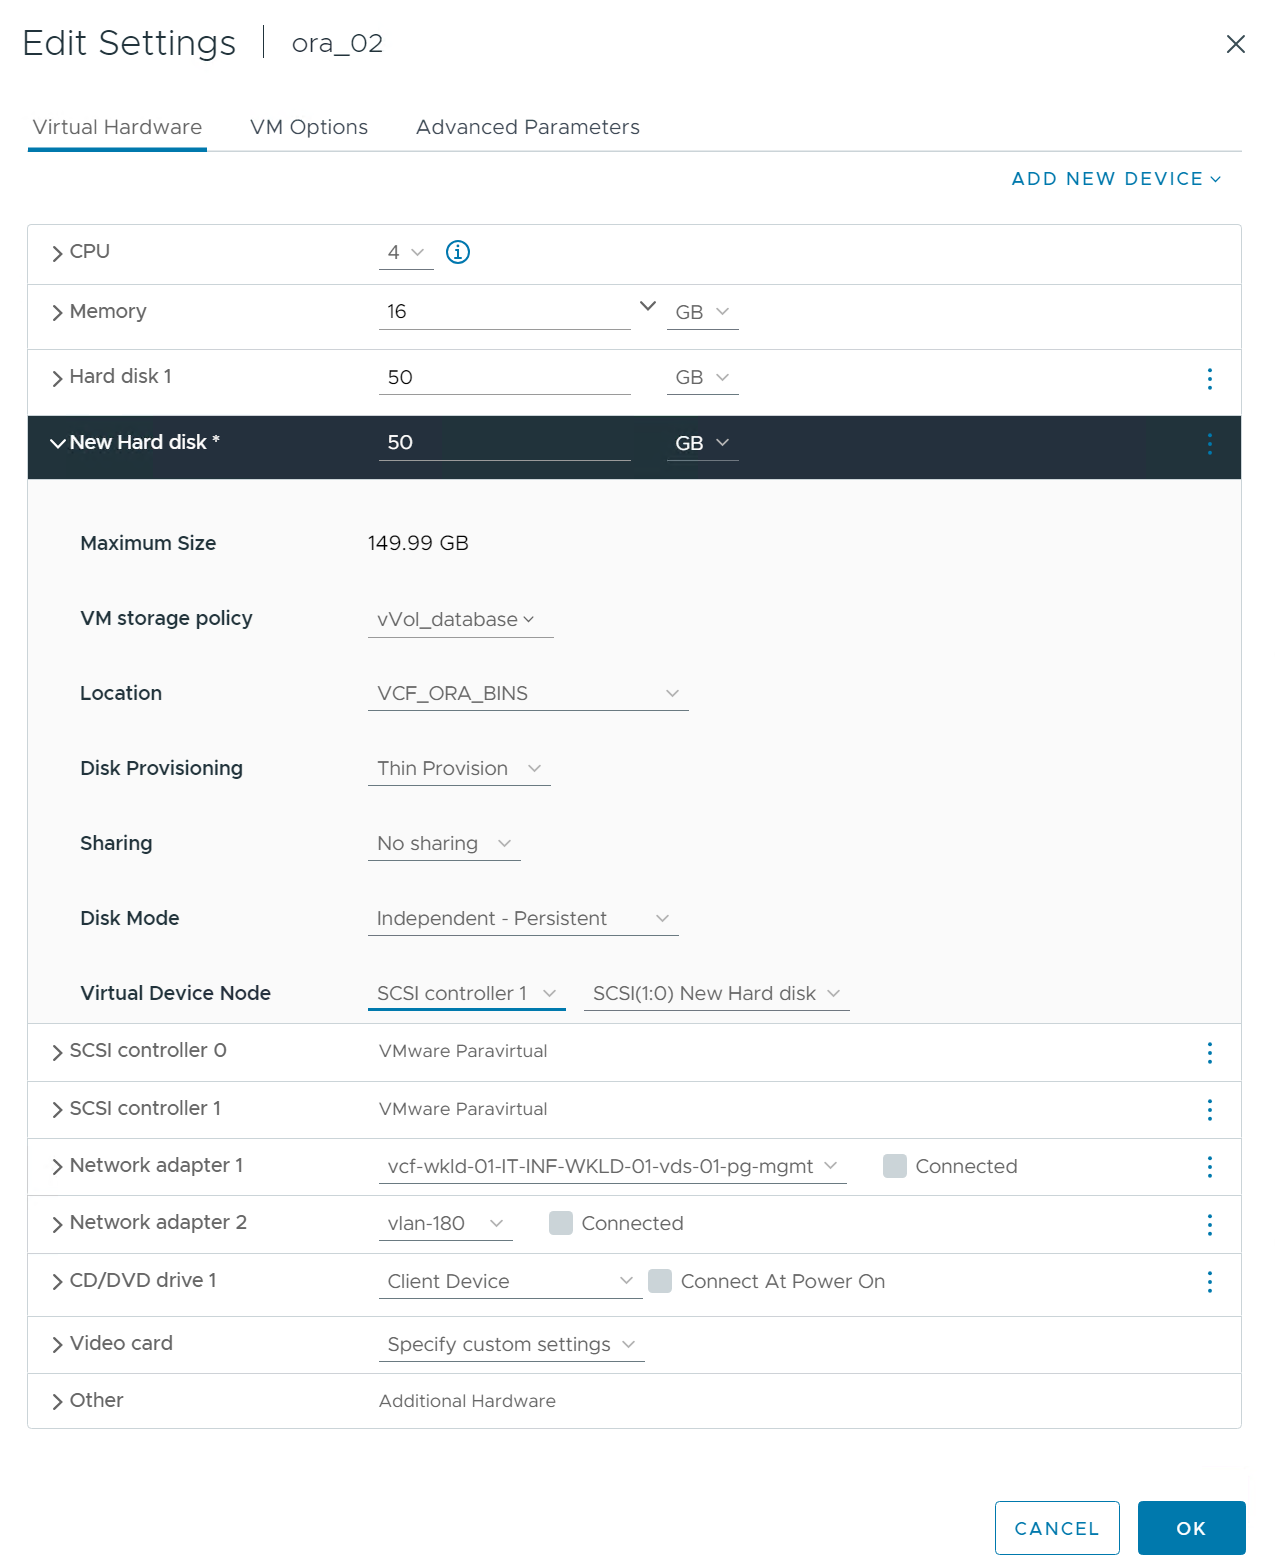 Edit Settings | ora_02
Virtual Hardware VM Options Advanced Parameters
ADD NEW DEVICE
CPU 4
Memory 16 GB
Hard disk 1 50 GB
New Hard disk * 50 GB
Maximum Size 149.99 GB
VM storage policy vVol_database
Location VCF_ORA_BINS
Disk Provisioning Thin Provision
Sharing No sharing
Disk Mode Independent - Persistent
Virtual Device Node SCSI controller 1 SCSI(1:0) New Hard disk
SCSI controller 0 VMware Paravirtual
SCSI controller 1 VMware Paravirtual
Network adapter 1 vcf-wkld-01-IT-INF-WKLD-01-vds-01-pg-mgmt Connected
Network adapter 2 vlan-180 Connected
CD/DVD drive 1 Client Device Connect At Power On
Video card Specify custom settings
Other Additional Hardware
CANCEL OK